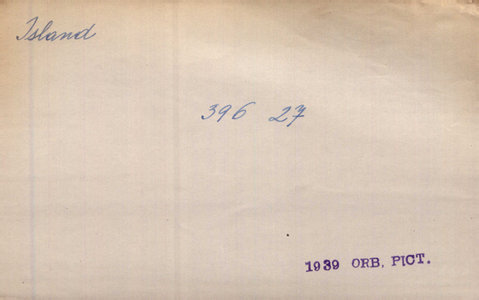 Island
396 27
1939 ORB. PICT.